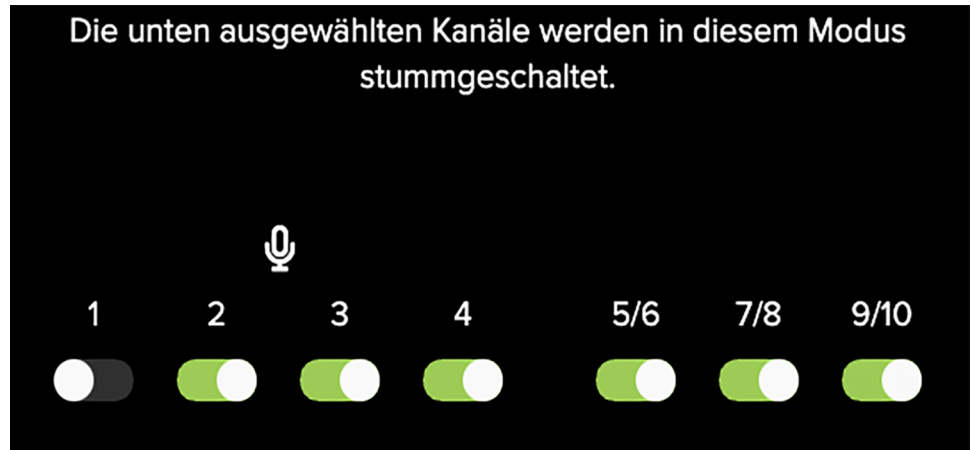 Die unten ausgewählten Kanäle werden in diesem Modus
stummgeschaltet.
1 2 3 4 5/6 7/8 9/10